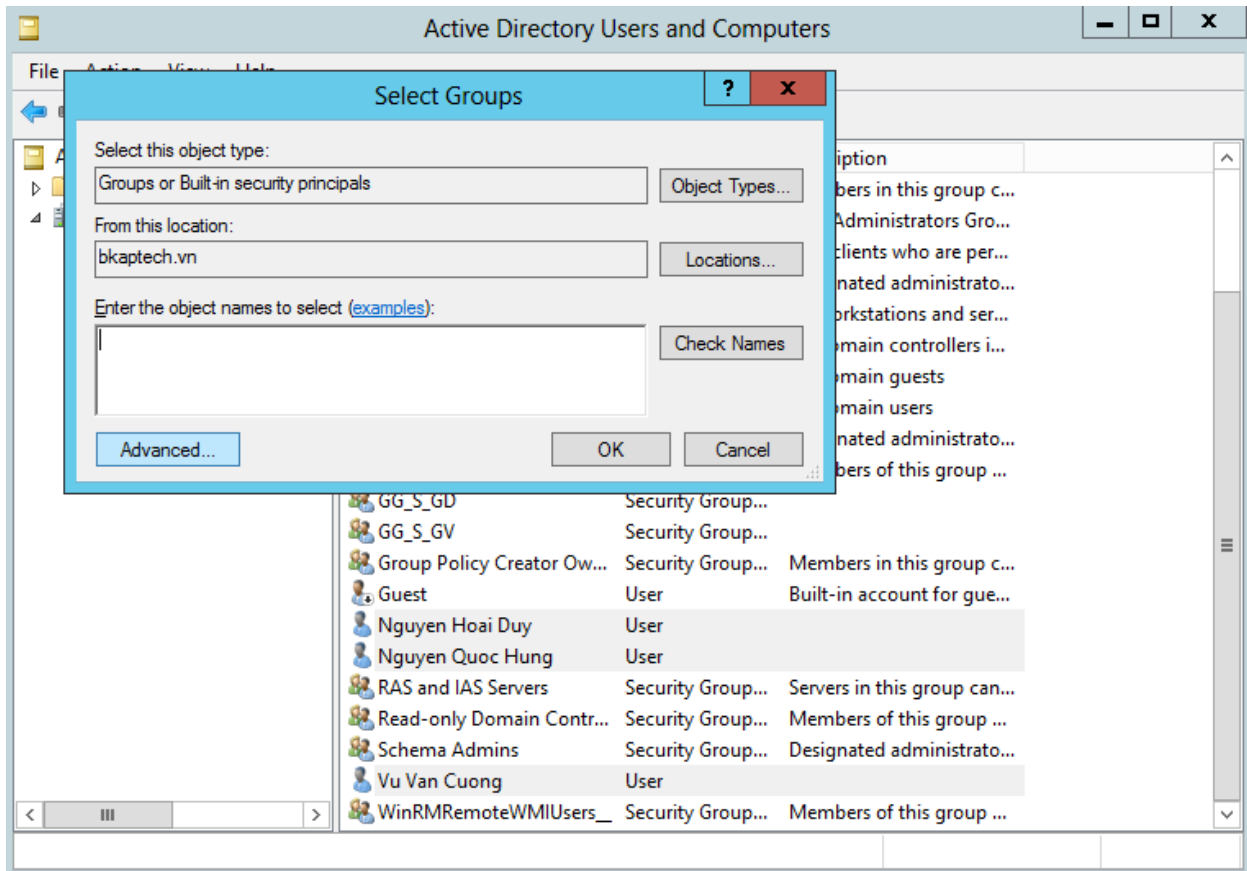 Active Directory Users and Computers
File Action View Help
Select Groups
?
x
Select this object type:
Groups or Built-in security principals
Object Types...
From this location:
bkaptech.vn
Locations...
Enter the object names to select (examples):
Check Names
Advanced...
OK
Cancel
A
iption
bers in this group c...
Administrators Gro...
clients who are per...
nated administrato...
orkstations and ser...
omain controllers i...
omain guests
omain users
nated administrato...
bers of this group ...
GG_S_GD Security Group...
GG_S_GV Security Group...
Group Policy Creator Ow... Security Group... Members in this group c...
Guest User Built-in account for gue...
Nguyen Hoai Duy User
Nguyen Quoc Hung User
RAS and IAS Servers Security Group... Servers in this group can...
Read-only Domain Contr... Security Group... Members of this group ...
Schema Admins Security Group... Designated administrato...
Vu Van Cuong User
WinRMRemoteWMIUsers__ Security Group... Members of this group ...